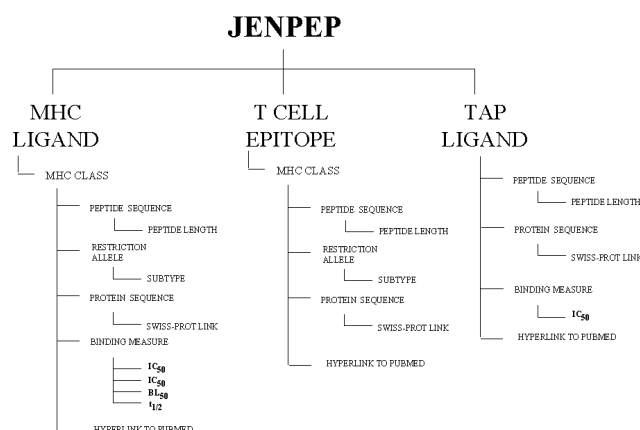 JENPEP
MHC
LIGAND
MHC CLASS
PEPTIDE SEQUENCE
PEPTIDE LENGTH
RESTRICTION
ALLELE
SUBTYPE
PROTEIN SEQUENCE
SWISS-PROT LINK
BINDING MEASURE
IC50
IC50
BL50
t1/2
HYPERLINK TO PUBMED
T CELL
EPITOPE
MHC CLASS
PEPTIDE SEQUENCE
PEPTIDE LENGTH
RESTRICTION
ALLELE
SUBTYPE
PROTEIN SEQUENCE
SWISS-PROT LINK
HYPERLINK TO PUBMED
TAP
LIGAND
PEPTIDE SEQUENCE
PEPTIDE LENGTH
PROTEIN SEQUENCE
SWISS-PROT LINK
BINDING MEASURE
IC50
HYPERLINK TO PUBMED